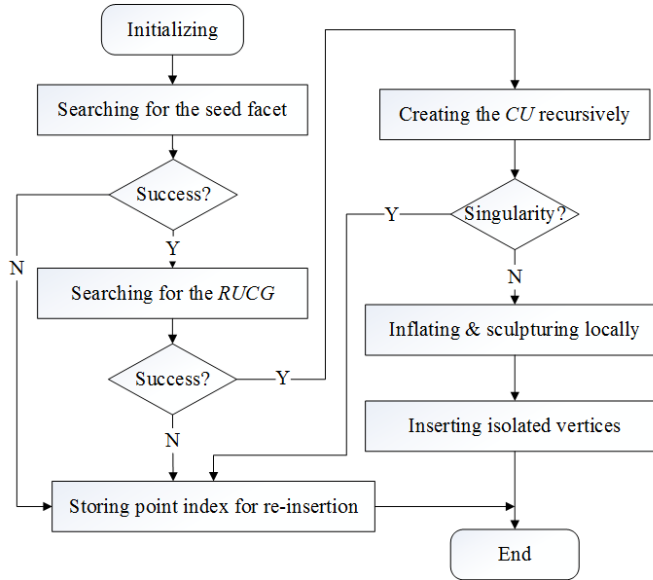 Initializing
Searching for the seed facet
Success?
Y
N
Searching for the RUCG
Success?
Y
N
Storing point index for re-insertion
Creating the CU recursively
Singularity?
Y
N
Inflating & sculpturing locally
Inserting isolated vertices
End